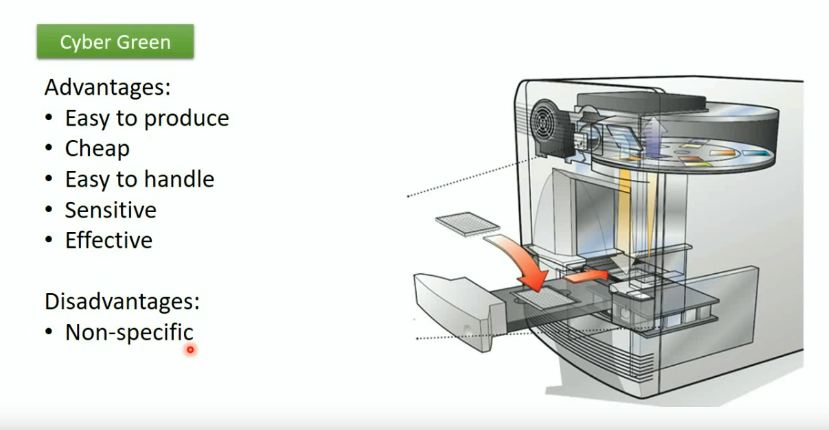 Cyber Green
Advantages:
• Easy to produce
• Cheap
• Easy to handle
• Sensitive
• Effective
Disadvantages:
• Non-specific